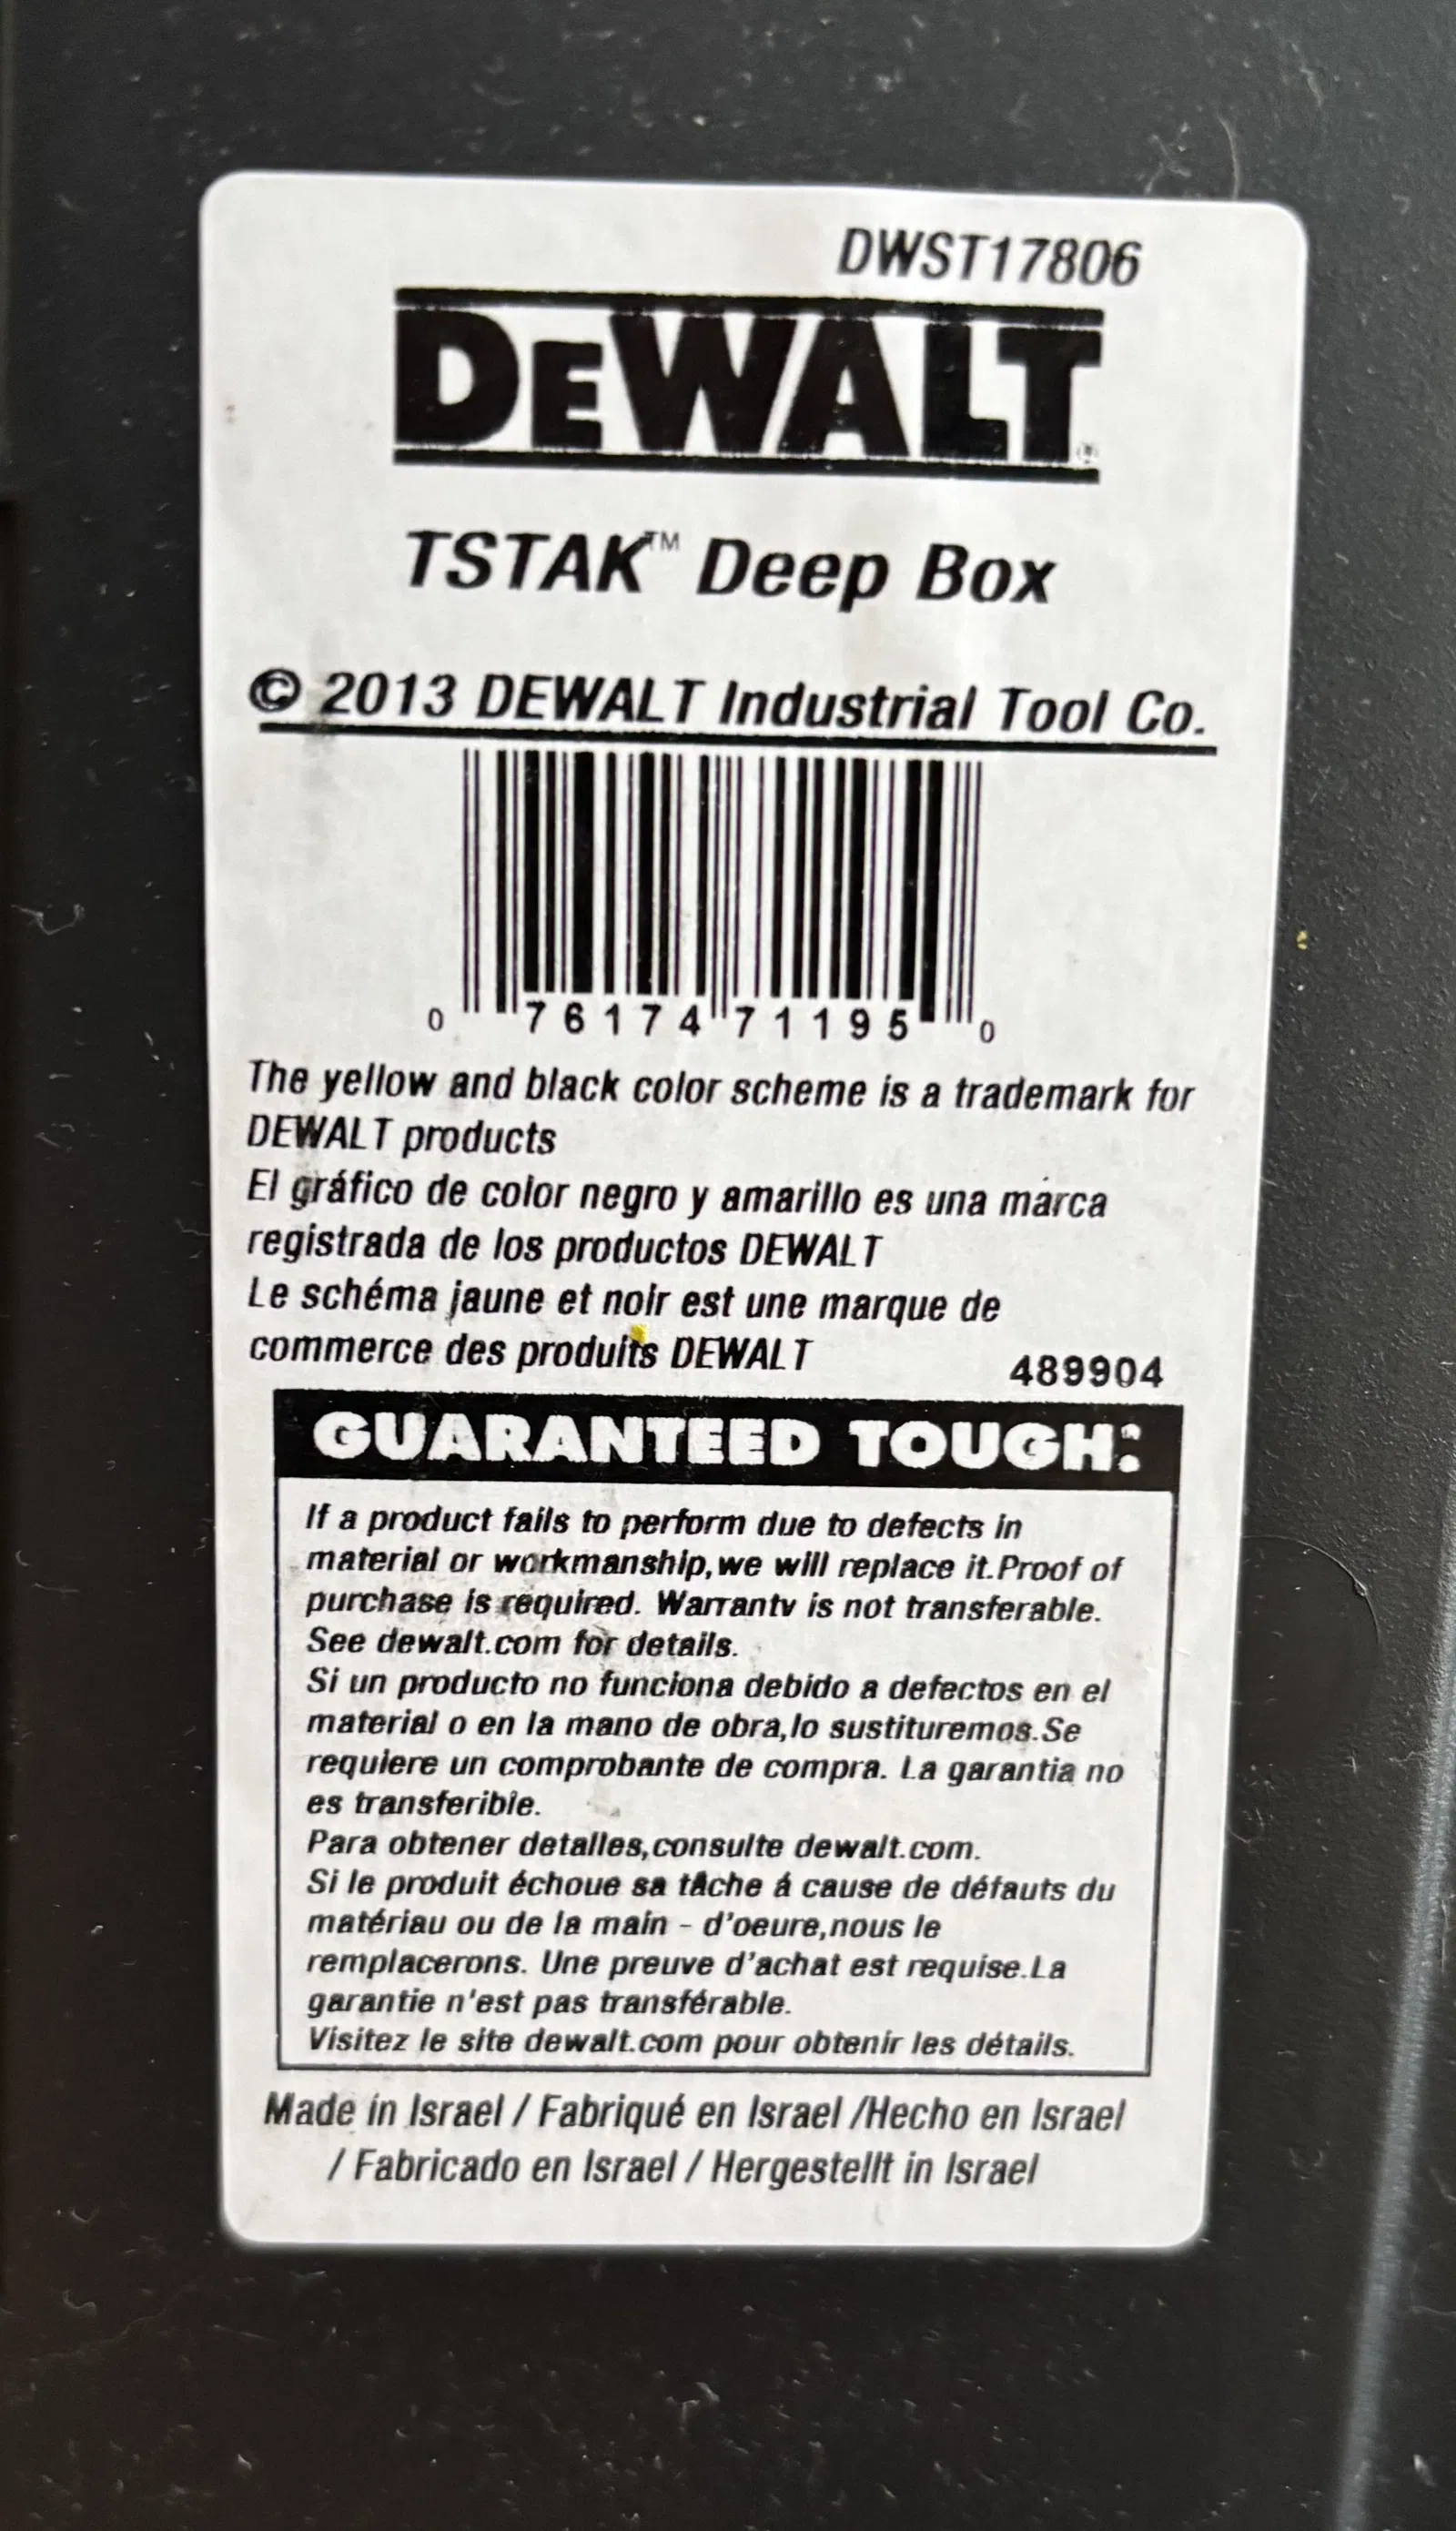 DWST17806
DEWALT®
TSTAK™ Deep Box
© 2013 DEWALT Industrial Tool Co.
0 76174 71195 0
The yellow and black color scheme is a trademark for
DEWALT products
El gráfico de color negro y amarillo es una marca
registrada de los productos DEWALT
Le schéma jaune et noir est une marque de
commerce des produits DEWALT
489904
GUARANTEED TOUGH:
If a product fails to perform due to defects in
material or workmanship,we will replace it.Proof of
purchase is required. Warranty is not transferable.
See dewalt.com for details.
Si un producto no funciona debido a defectos en el
material o en la mano de obra,lo sustituremos.Se
requiere un comprobante de compra. La garantia no
es transferible.
Para obtener detalles,consulte dewalt.com.
Si le produit échoue sa tâche á cause de défauts du
matériau ou de la main - d'oeure,nous le
remplacerons. Une preuve d'achat est requise.La
garantie n'est pas transférable.
Visitez le site dewalt.com pour obtenir les détails.
Made in Israel / Fabriqué en Israel /Hecho en Israel
/ Fabricado en Israel / Hergestellt in Israel